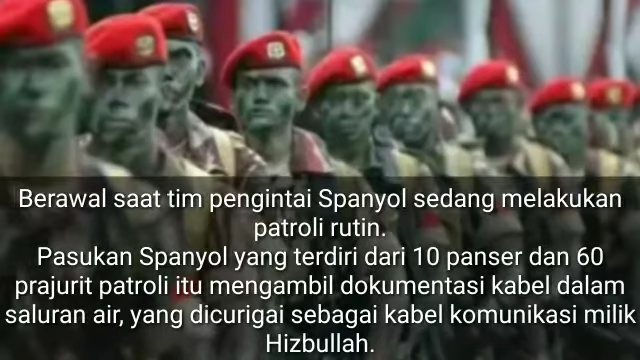 Berawal saat tim pengintai Spanyol sedang melakukan
patroli rutin.
Pasukan Spanyol yang terdiri dari 10 panser dan 60
prajurit patroli itu mengambil dokumentasi kabel dalam
saluran air, yang dicurigai sebagai kabel komunikasi milik
Hizbullah.